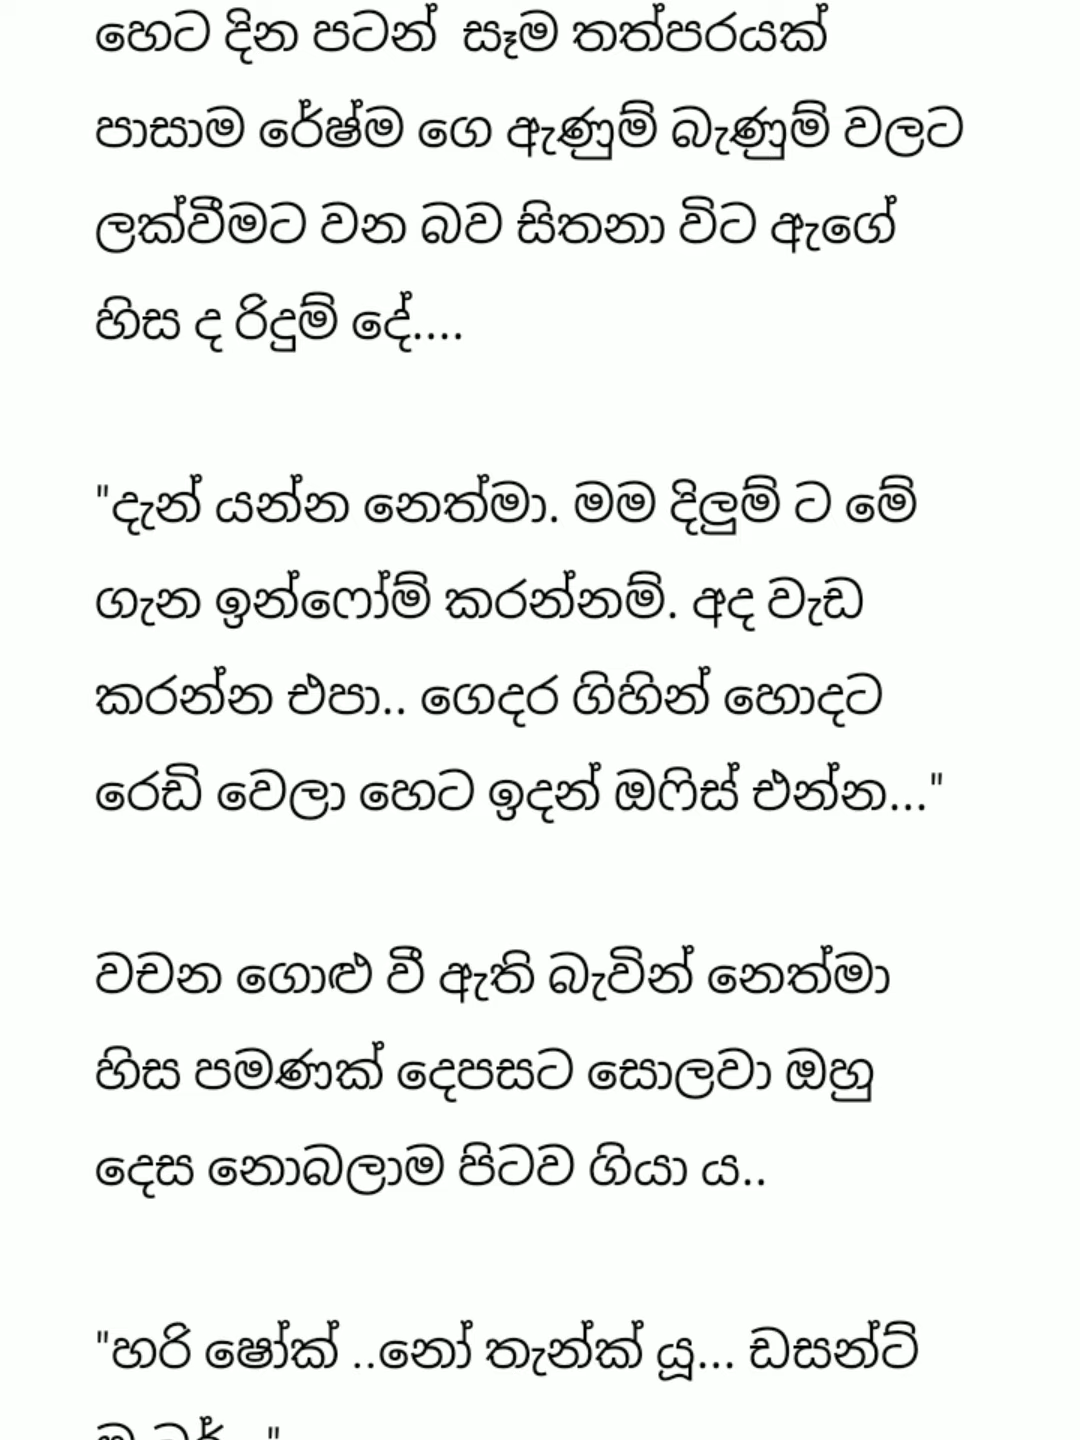 හෙට දින පටන් සෑම තත්පරයක්
පාසාම රේෂ්ම ගෙ ඇණුම් බැණුම් වලට
ලක්වීමට වන බව සිතනා විට ඇගේ
හිස ද රිදුම් දේ....
"දැන් යන්න නෙත්මා. මම දිලුම් ට මේ
ගැන ඉන්ෆෝම් කරන්නම්. අද වැඩ
කරන්න එපා.. ගෙදර ගිහින් හොදට
රෙඩි වෙලා හෙට ඉදන් ඔෆිස් එන්න..."
වචන ගොළු වී ඇති බැවින් නෙත්මා
හිස පමණක් දෙපසට සොලවා ඔහු
දෙස නොබලාම පිටව ගියා ය..
"හරි ෂෝක් ..නෝ තැන්ක් යූ... ඩසන්ට්